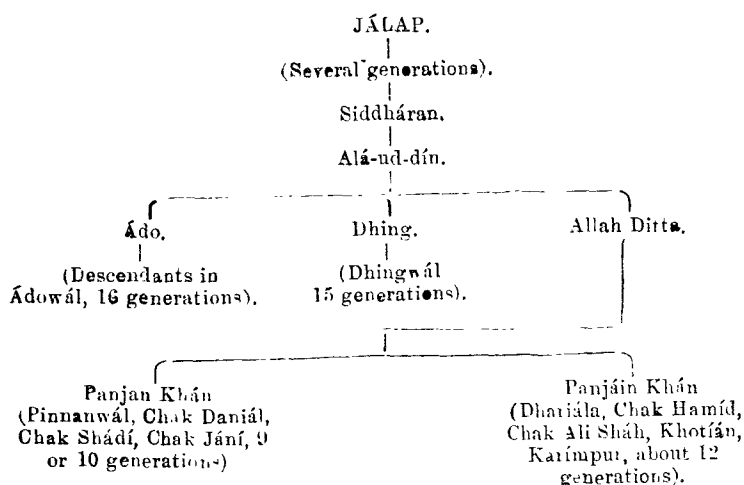 JÁLAP.
(Several generations).
Siddháran.
Alá-ud-dín.
Ádo.
Dhing.
Allah Ditta.
(Descendants in
Ádowál, 16 generations).
(Dhingwál
15 generations).
Panjan Khán
(Pinnanwál, Chak Daniál,
Chak Shádí, Chak Jání, 9
or 10 generations)
Panjáin Khán
(Dhariála, Chak Hamíd,
Chak Ali Sháh, Khotíán,
Karímpur, about 12
generations).